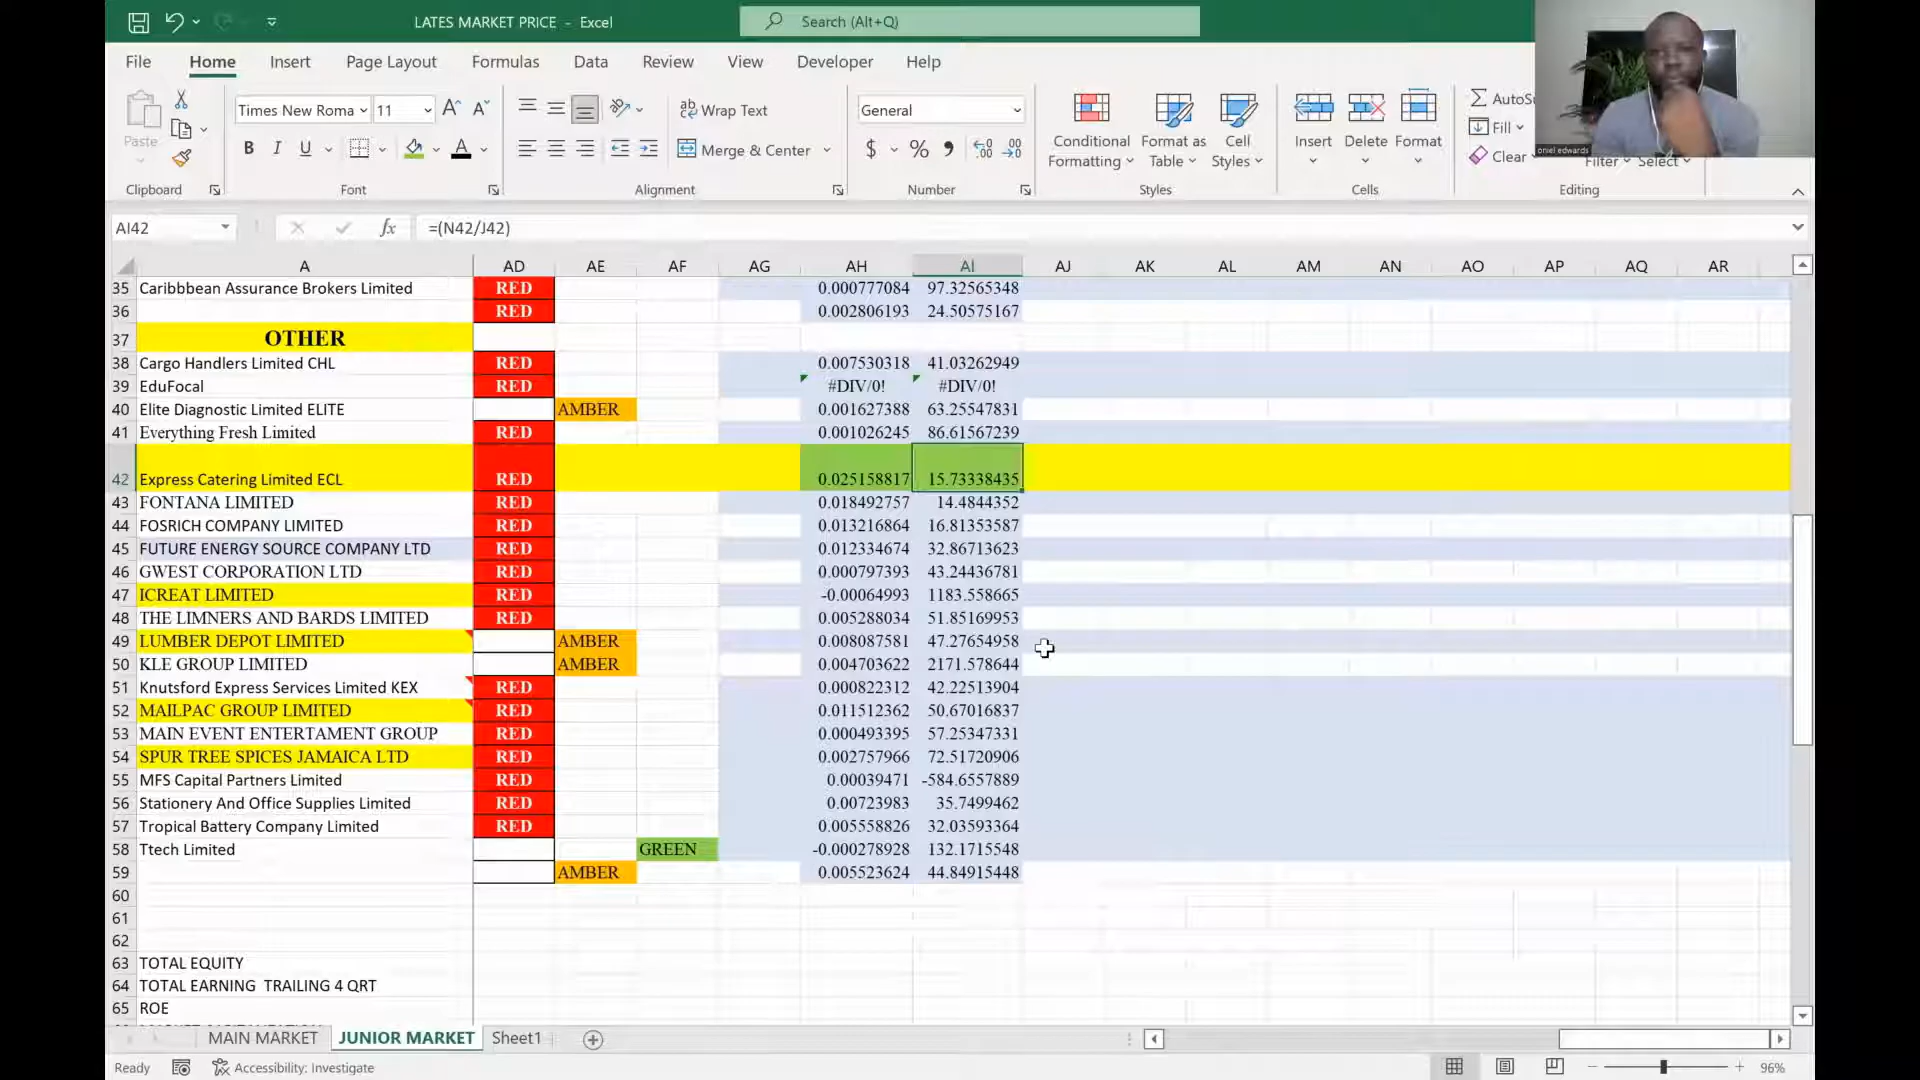 LATES MARKET PRICE - Excel
Search (Alt+Q)
File Home Insert Page Layout Formulas Data Review View Developer Help
Times New Roma 11
Wrap Text
General
AutoSu
Paste
Merge & Center
Conditional Formatting
Format as Table
Cell Styles
Insert Delete Format
Fill
Clear
Filter Select
oniel edwards
Clipboard Font Alignment Number Styles Cells Editing
AI42 fx =(N42/J42)
A AD AE AF AG AH AI AJ AK AL AM AN AO AP AQ AR
35 Caribbbean Assurance Brokers Limited RED 0.000777084 97.32565348
36 RED 0.002806193 24.50575167
37 OTHER
38 Cargo Handlers Limited CHL RED 0.007530318 41.03262949
39 EduFocal RED #DIV/0! #DIV/0!
40 Elite Diagnostic Limited ELITE AMBER 0.001627388 63.25547831
41 Everything Fresh Limited RED 0.001026245 86.61567239
42 Express Catering Limited ECL RED 0.025158817 15.73338435
43 FONTANA LIMITED RED 0.018492757 14.4844352
44 FOSRICH COMPANY LIMITED RED 0.013216864 16.81353587
45 FUTURE ENERGY SOURCE COMPANY LTD RED 0.012334674 32.86713623
46 GWEST CORPORATION LTD RED 0.000797393 43.24436781
47 ICREAT LIMITED RED -0.00064993 1183.558665
48 THE LIMNERS AND BARDS LIMITED RED 0.005288034 51.85169953
49 LUMBER DEPOT LIMITED AMBER 0.008087581 47.27654958
50 KLE GROUP LIMITED AMBER 0.004703622 2171.578644
51 Knutsford Express Services Limited KEX RED 0.000822312 42.22513904
52 MAILPAC GROUP LIMITED RED 0.011512362 50.67016837
53 MAIN EVENT ENTERTAMENT GROUP RED 0.000493395 57.25347331
54 SPUR TREE SPICES JAMAICA LTD RED 0.002757966 72.51720906
55 MFS Capital Partners Limited RED 0.00039471 -584.6557889
56 Stationery And Office Supplies Limited RED 0.00723983 35.7499462
57 Tropical Battery Company Limited RED 0.005558826 32.03593364
58 Ttech Limited GREEN -0.000278928 132.1715548
59 AMBER 0.005523624 44.84915448
60
61
62
63 TOTAL EQUITY
64 TOTAL EARNING TRAILING 4 QRT
65 ROE
MAIN MARKET JUNIOR MARKET Sheet1
Ready Accessibility: Investigate 96%